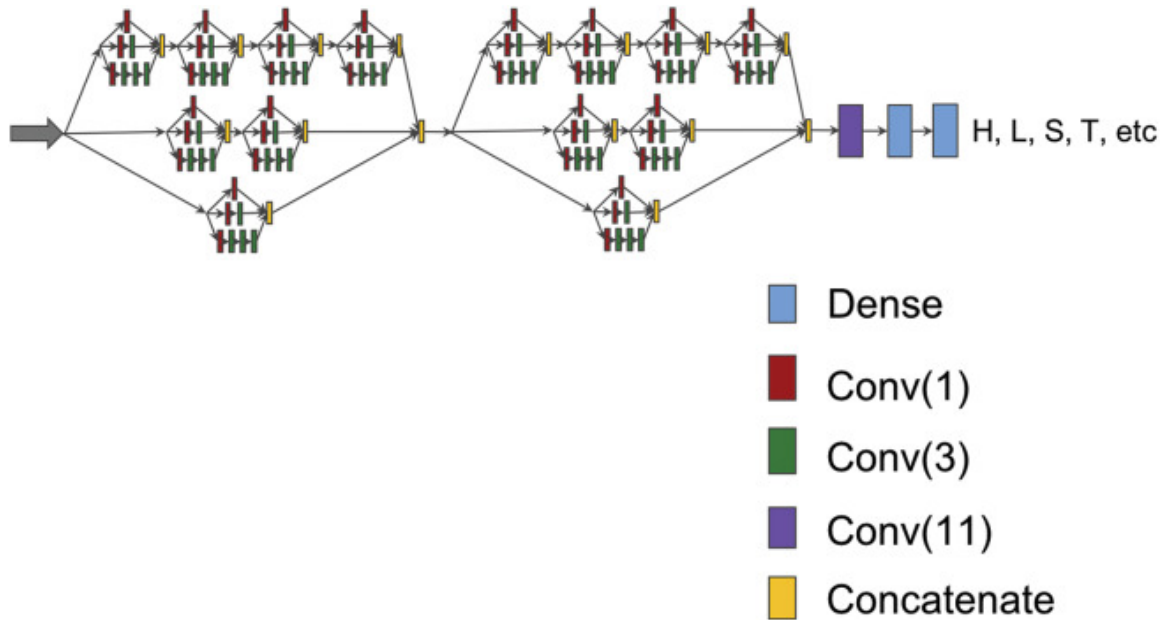 H, L, S, T, etc
Dense
Conv(1)
Conv(3)
Conv(11)
Concatenate